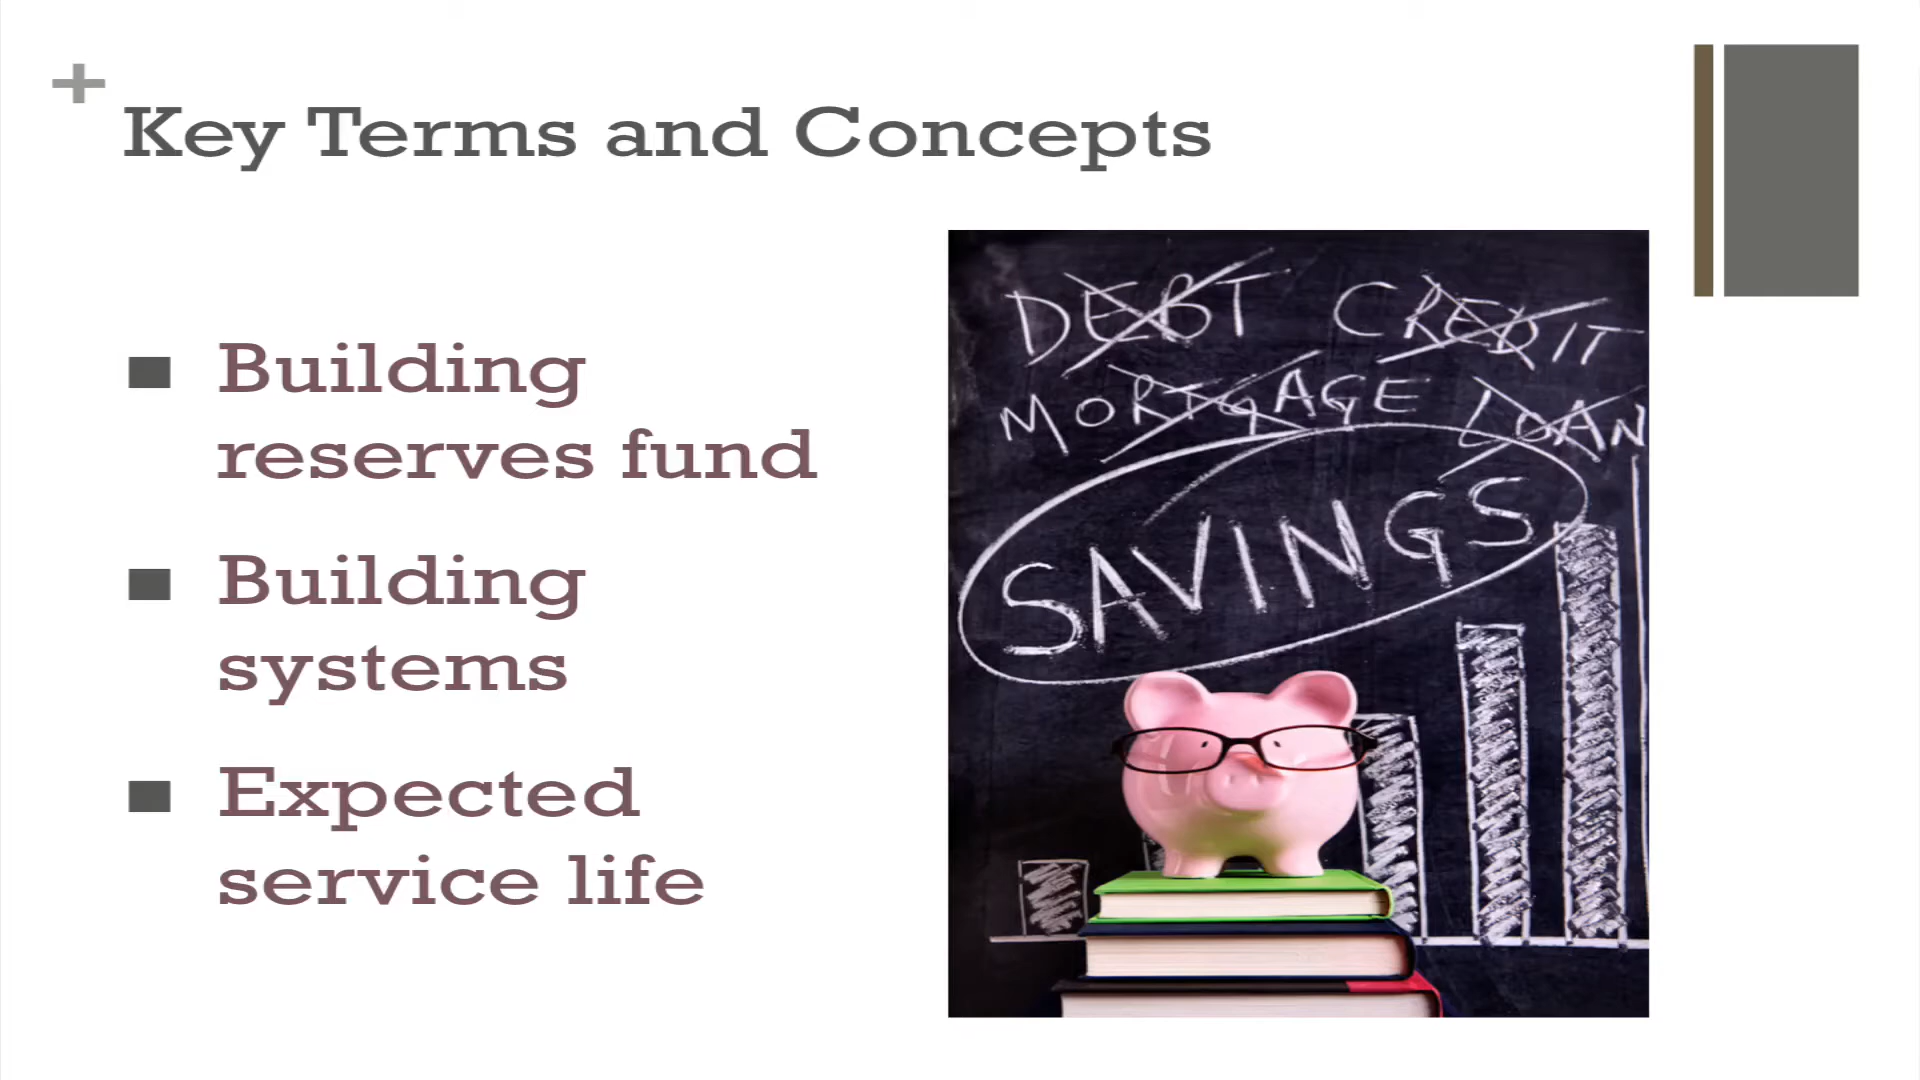 +
Key Terms and Concepts
Building
reserves fund
Building
systems
Expected
service life
DEBT CREDIT
MORTGAGE LOAN
SAVINGS